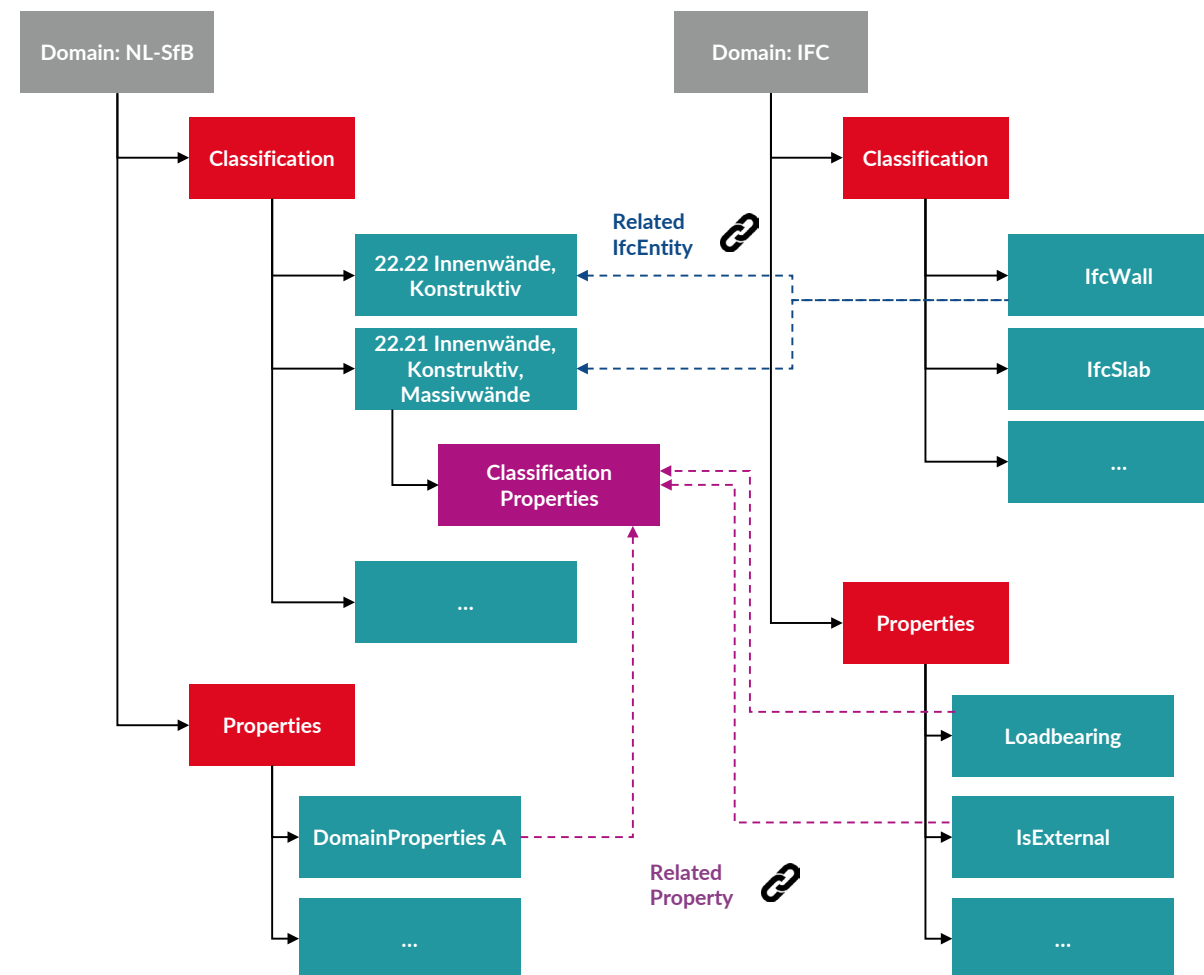 Domain: NL-SfB
Domain: IFC
Classification
Classification
Related
IfcEntity
22.22 Innenwände,
Konstruktiv
IfcWall
22.21 Innenwände,
Konstruktiv,
Massivwände
IfcSlab
Classification
Properties
...
...
Properties
Properties
Loadbearing
DomainProperties A
IsExternal
Related
Property
...
...